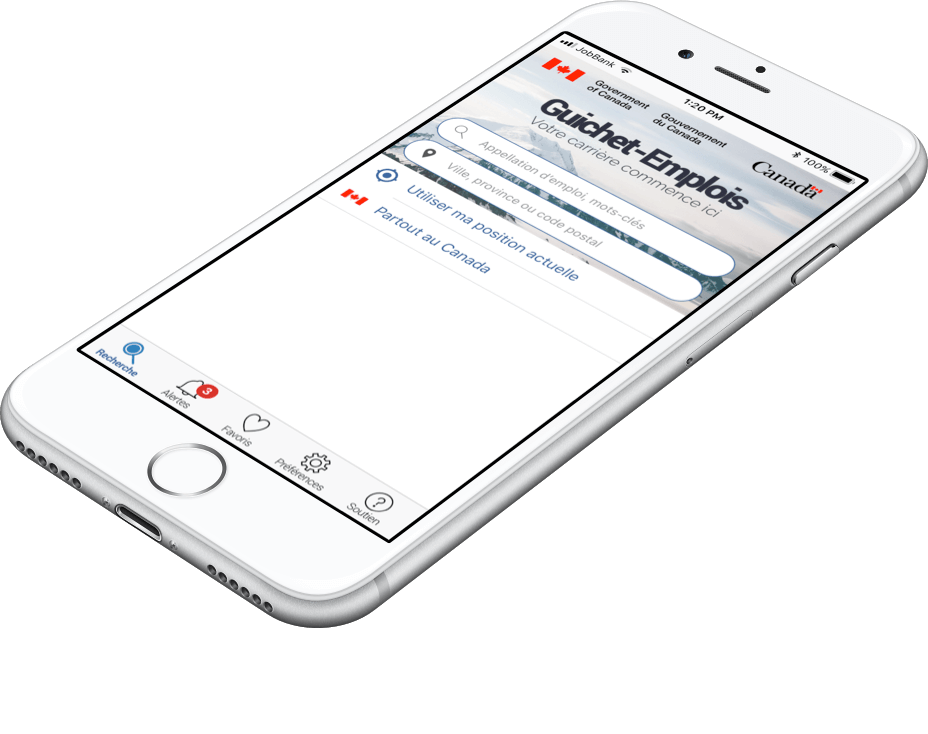 JobBank
1:20 PM
100%
Government
of Canada
Gouvernement
du Canada
Canada
Guichet-Emplois
Votre carrière commence ici
Appellation d'emploi, mots-clés
Ville, province ou code postal
Utiliser ma position actuelle
Partout au Canada
Recherche
Alertes
3
Favoris
Préférences
Soutien
?